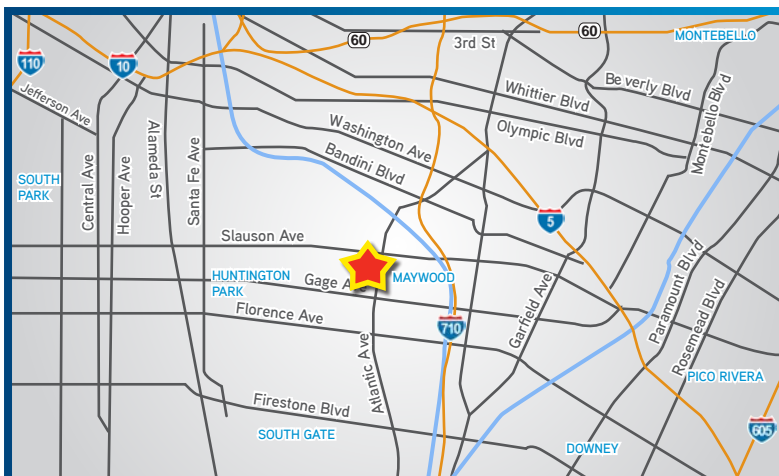 60
3rd St
60
MONTEBELLO
110
10
Jefferson Ave
Whittier Blvd
Beverly Blvd
Montebello Blvd
Olympic Blvd
Washington Ave
Bandini Blvd
SOUTH
PARK
Central Ave
Hooper Ave
Alameda St
Santa Fe Ave
5
Slauson Ave
HUNTINGTON
PARK
Gage Ave
MAYWOOD
Florence Ave
710
Garfield Ave
Paramount Blvd
Rosemead Blvd
Atlantic Ave
PICO RIVERA
Firestone Blvd
SOUTH GATE
DOWNEY
605